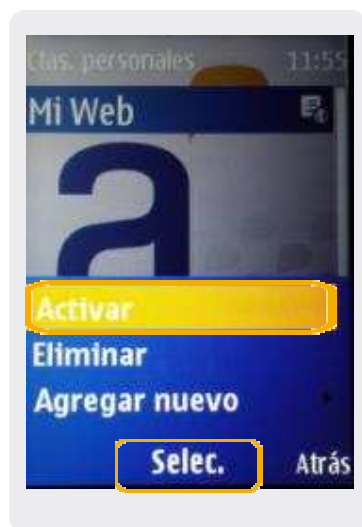 Ctas. personales 11:55
Mi Web
a
Activar
Eliminar
Agregar nuevo
Selec. Atrás